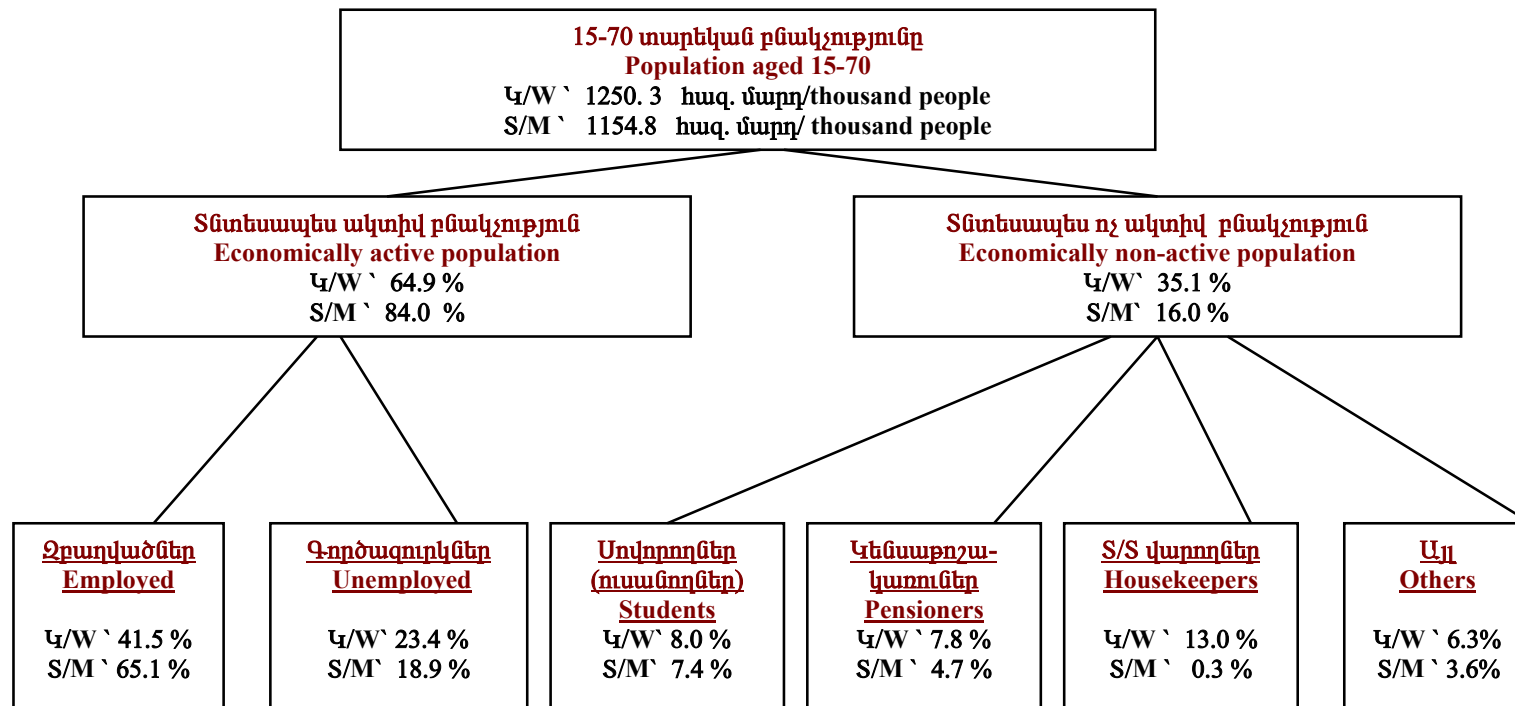 15-70 տարեկան բնակչությունը
Population aged 15-70
Կ/W ՝ 1250. 3 հազ. մարդ/thousand people
Տ/M ՝ 1154.8 հազ. մարդ/ thousand people
Տնտեսապես ակտիվ բնակչություն
Economically active population
Կ/W ՝ 64.9 %
Տ/M ՝ 84.0 %
Տնտեսապես ոչ ակտիվ բնակչություն
Economically non-active population
Կ/W՝ 35.1 %
Տ/M՝ 16.0 %
Զբաղվածներ
Employed
Կ/W ՝ 41.5 %
Տ/M ՝ 65.1 %
Գործազուրկներ
Unemployed
Կ/W՝ 23.4 %
Տ/M՝ 18.9 %
Սովորողներ
(ուսանողներ)
Students
Կ/W՝ 8.0 %
Տ/M՝ 7.4 %
Կենսաթոշա-
կառուներ
Pensioners
Կ/W ՝ 7.8 %
Տ/M ՝ 4.7 %
Տ/Տ վարողներ
Housekeepers
Կ/W ՝ 13.0 %
Տ/M ՝ 0.3 %
Այլ
Others
Կ/W ՝ 6.3%
Տ/M ՝ 3.6%